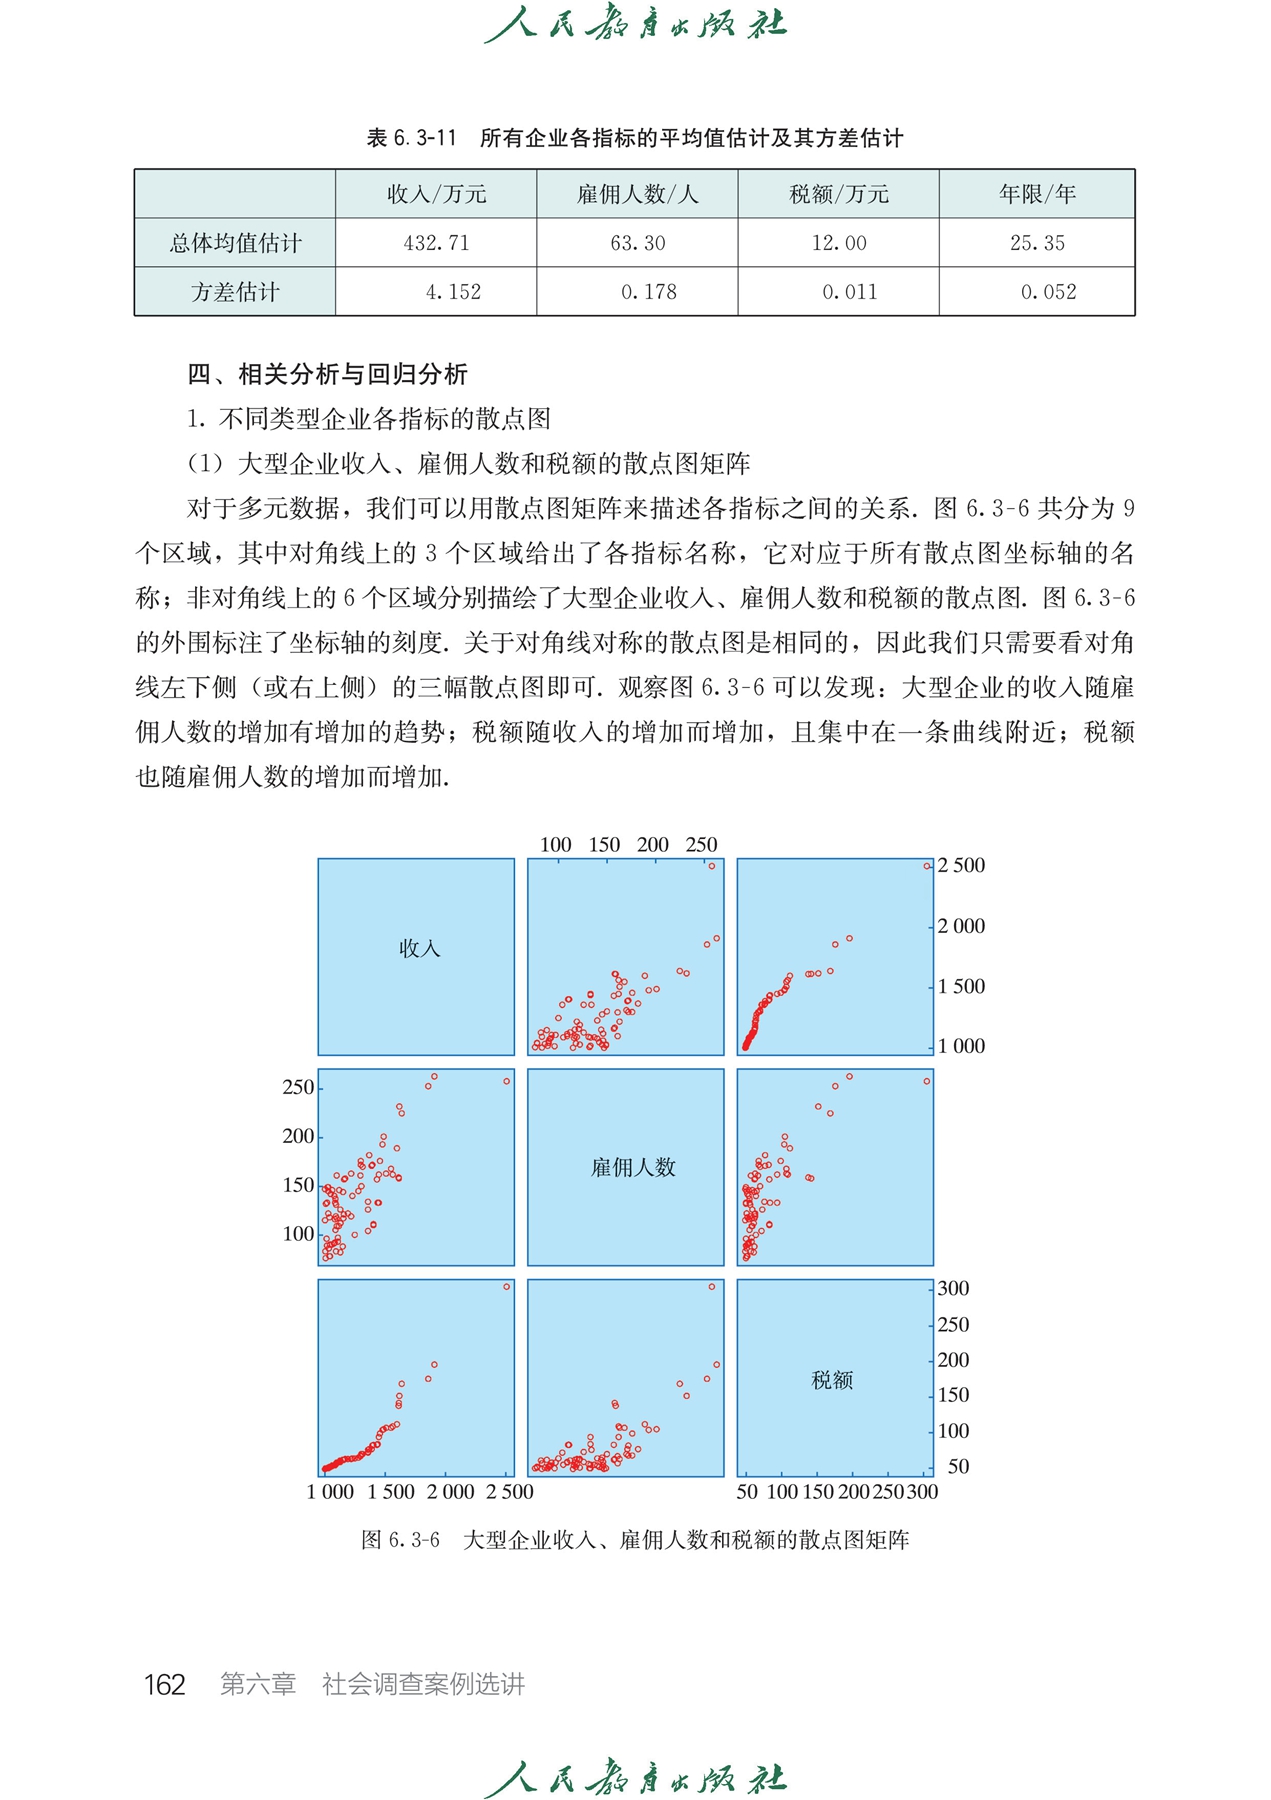 人民教育出版社
表 6.3-11 所有企业各指标的平均值估计及其方差估计
收入/万元 雇佣人数/人 税额/万元 年限/年
总体均值估计 432.71 63.30 12.00 25.35
方差估计 4.152 0.178 0.011 0.052
四、相关分析与回归分析
1. 不同类型企业各指标的散点图
（1）大型企业收入、雇佣人数和税额的散点图矩阵
对于多元数据，我们可以用散点图矩阵来描述各指标之间的关系. 图 6.3-6 共分为 9
个区域，其中对角线上的 3 个区域给出了各指标名称，它对应于所有散点图坐标轴的名
称；非对角线上的 6 个区域分别描绘了大型企业收入、雇佣人数和税额的散点图. 图 6.3-6
的外围标注了坐标轴的刻度. 关于对角线对称的散点图是相同的，因此我们只需要看对角
线左下侧（或右上侧）的三幅散点图即可. 观察图 6.3-6 可以发现：大型企业的收入随雇
佣人数的增加有增加的趋势；税额随收入的增加而增加，且集中在一条曲线附近；税额
也随雇佣人数的增加而增加.
100 150 200 250
2 500
2 000
收入
1 500
1 000
250
200
雇佣人数
150
100
300
250
200
税额
150
100
50
1 000 1 500 2 000 2 500 50 100 150 200 250 300
图 6.3-6 大型企业收入、雇佣人数和税额的散点图矩阵
162 第六章 社会调查案例选讲
人民教育出版社